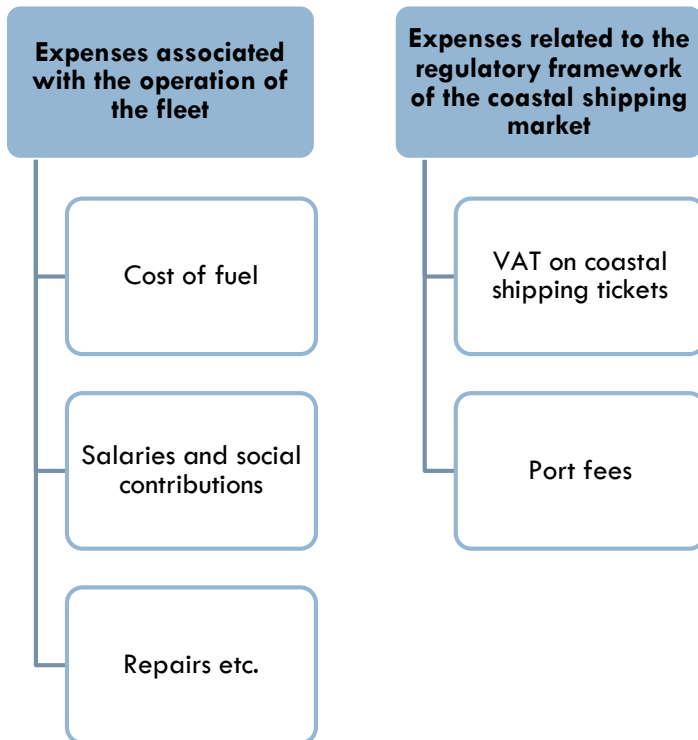 Expenses associated
with the operation of
the fleet
Cost of fuel
Salaries and social
contributions
Repairs etc.
Expenses related to the
regulatory framework
of the coastal shipping
market
VAT on coastal
shipping tickets
Port fees